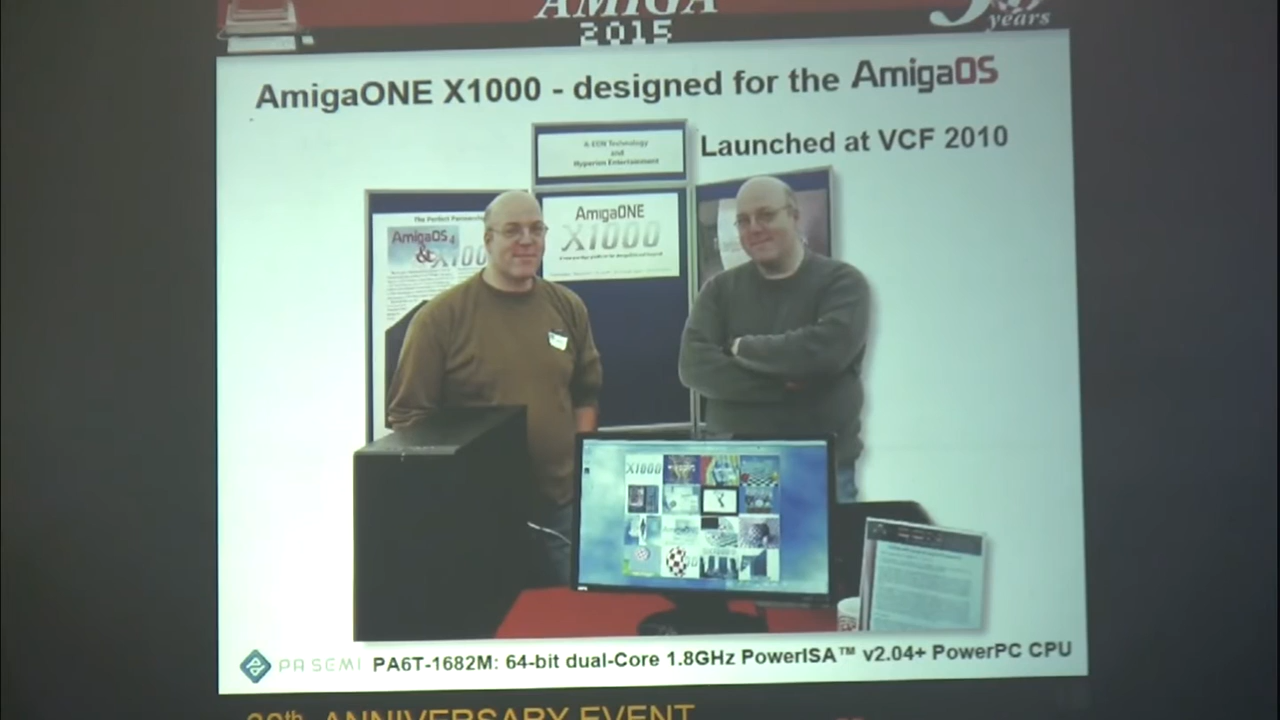 AMIGA
2015
years
AmigaONE X1000 - designed for the AmigaOS
Launched at VCF 2010
A-EON Technology
and
Hyperion Entertainment
The Perfect Partnership
AmigaOS 4
& X1000
AmigaONE
X1000
X1000
PA SEMI PA6T-1682M: 64-bit dual-Core 1.8GHz PowerISA™ v2.04+ PowerPC CPU
30th ANNIVERSARY EVENT